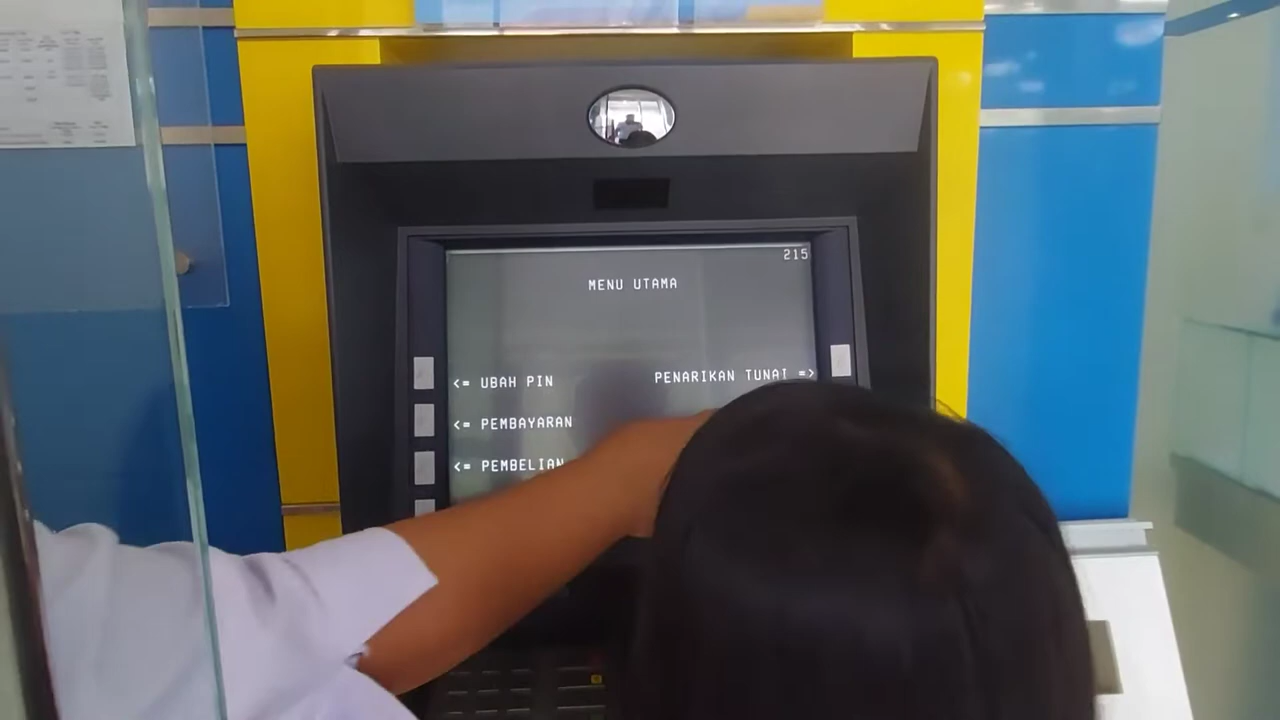 215
MENU UTAMA
<= UBAH PIN PENARIKAN TUNAI =>
<= PEMBAYARAN
<= PEMBELIAN